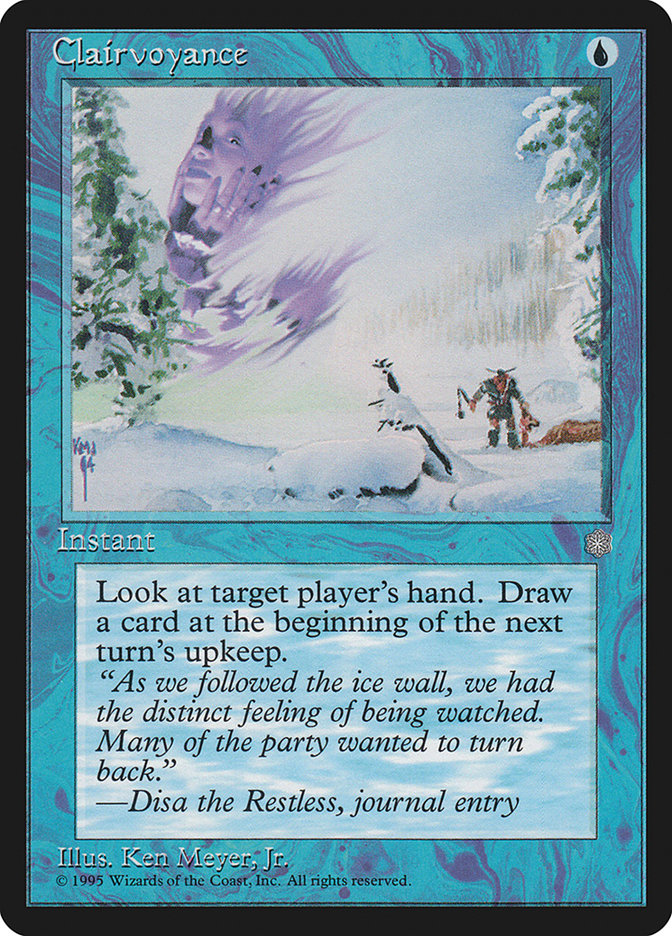 Clairvoyance
KMJ
94
Instant
Look at target player's hand. Draw
a card at the beginning of the next
turn's upkeep.
“As we followed the ice wall, we had
the distinct feeling of being watched.
Many of the party wanted to turn
back.”
—Disa the Restless, journal entry
Illus. Ken Meyer, Jr.
© 1995 Wizards of the Coast, Inc. All rights reserved.